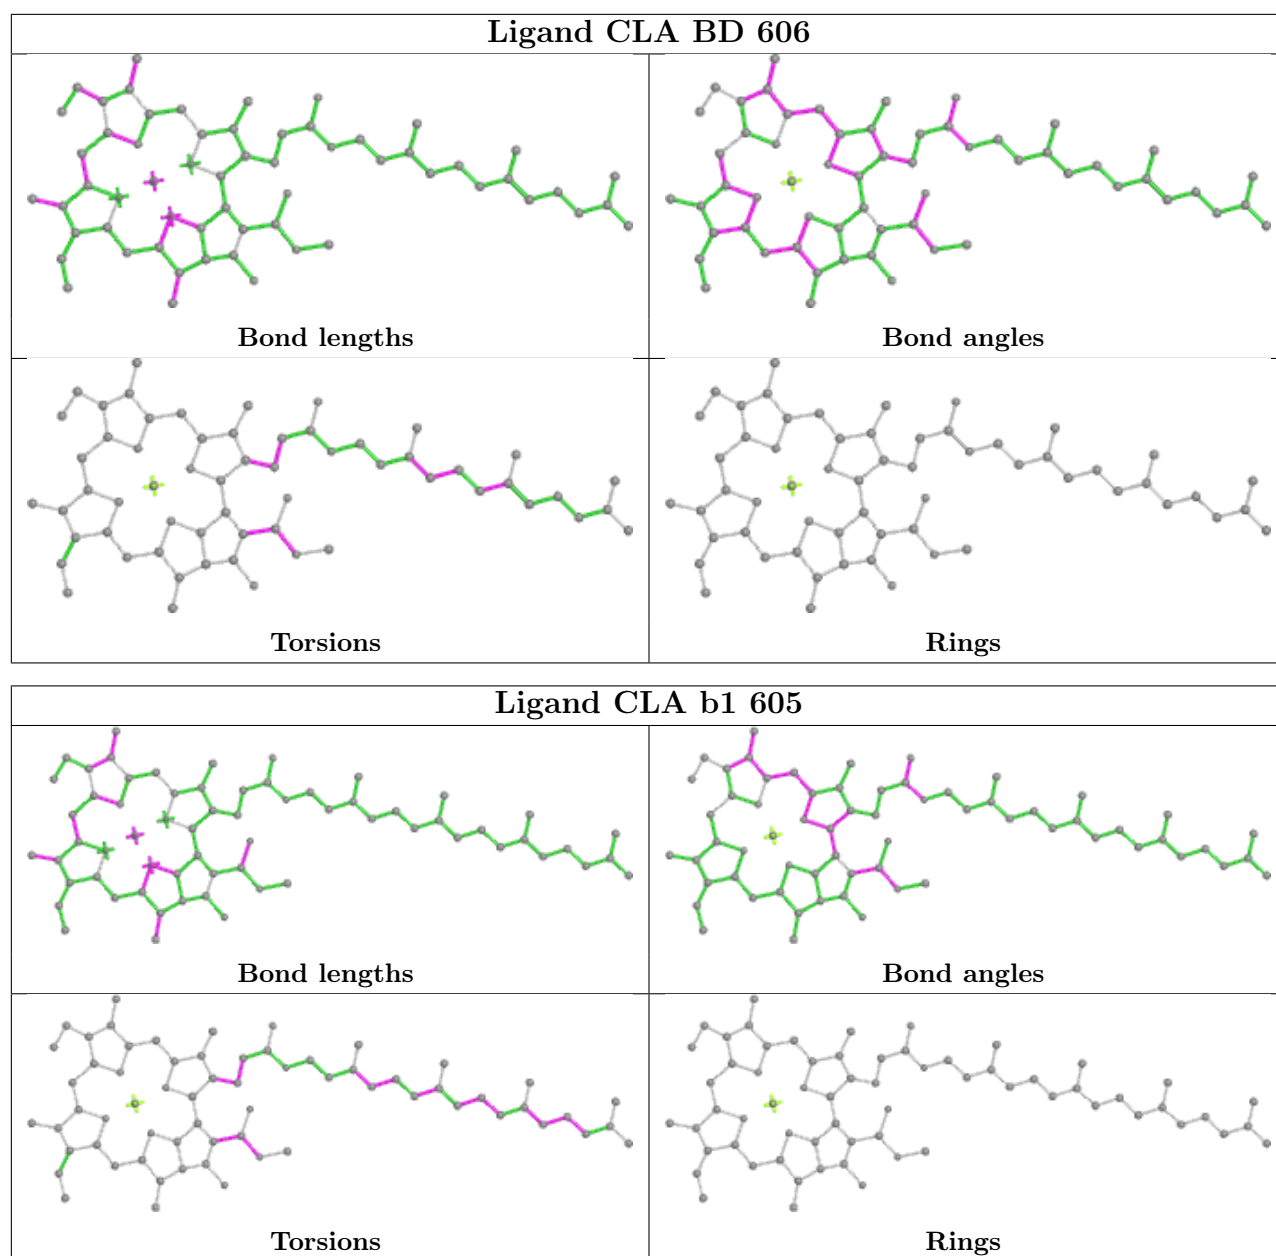 Ligand CLA BD 606
Bond lengths
Bond angles
Torsions
Rings
Ligand CLA b1 605
Bond lengths
Bond angles
Torsions
Rings